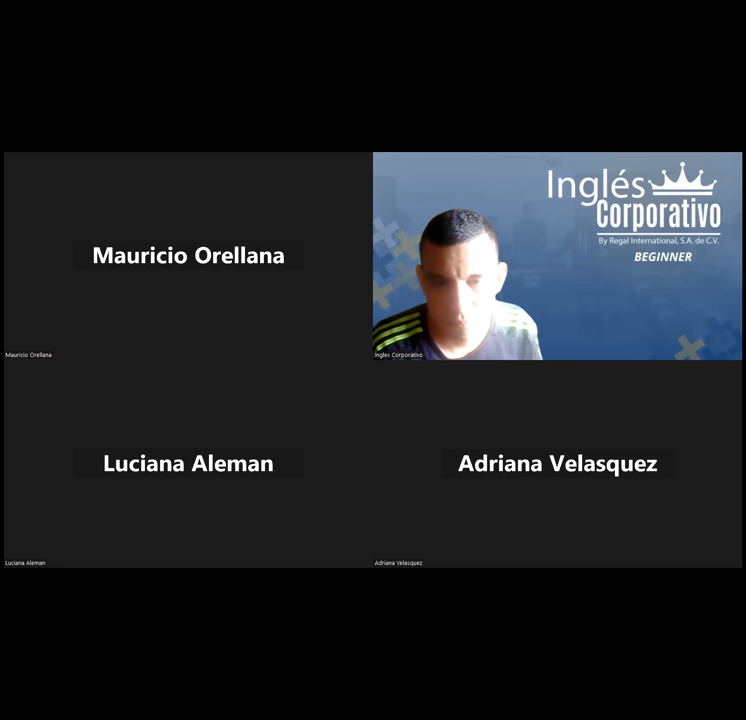 Mauricio Orellana
Mauricio Orellana
Inglés
Corporativo
By Regal International, S.A. de C.V.
BEGINNER
Ingles Corporativo
Luciana Aleman
Luciana Aleman
Adriana Velasquez
Adriana Velasquez